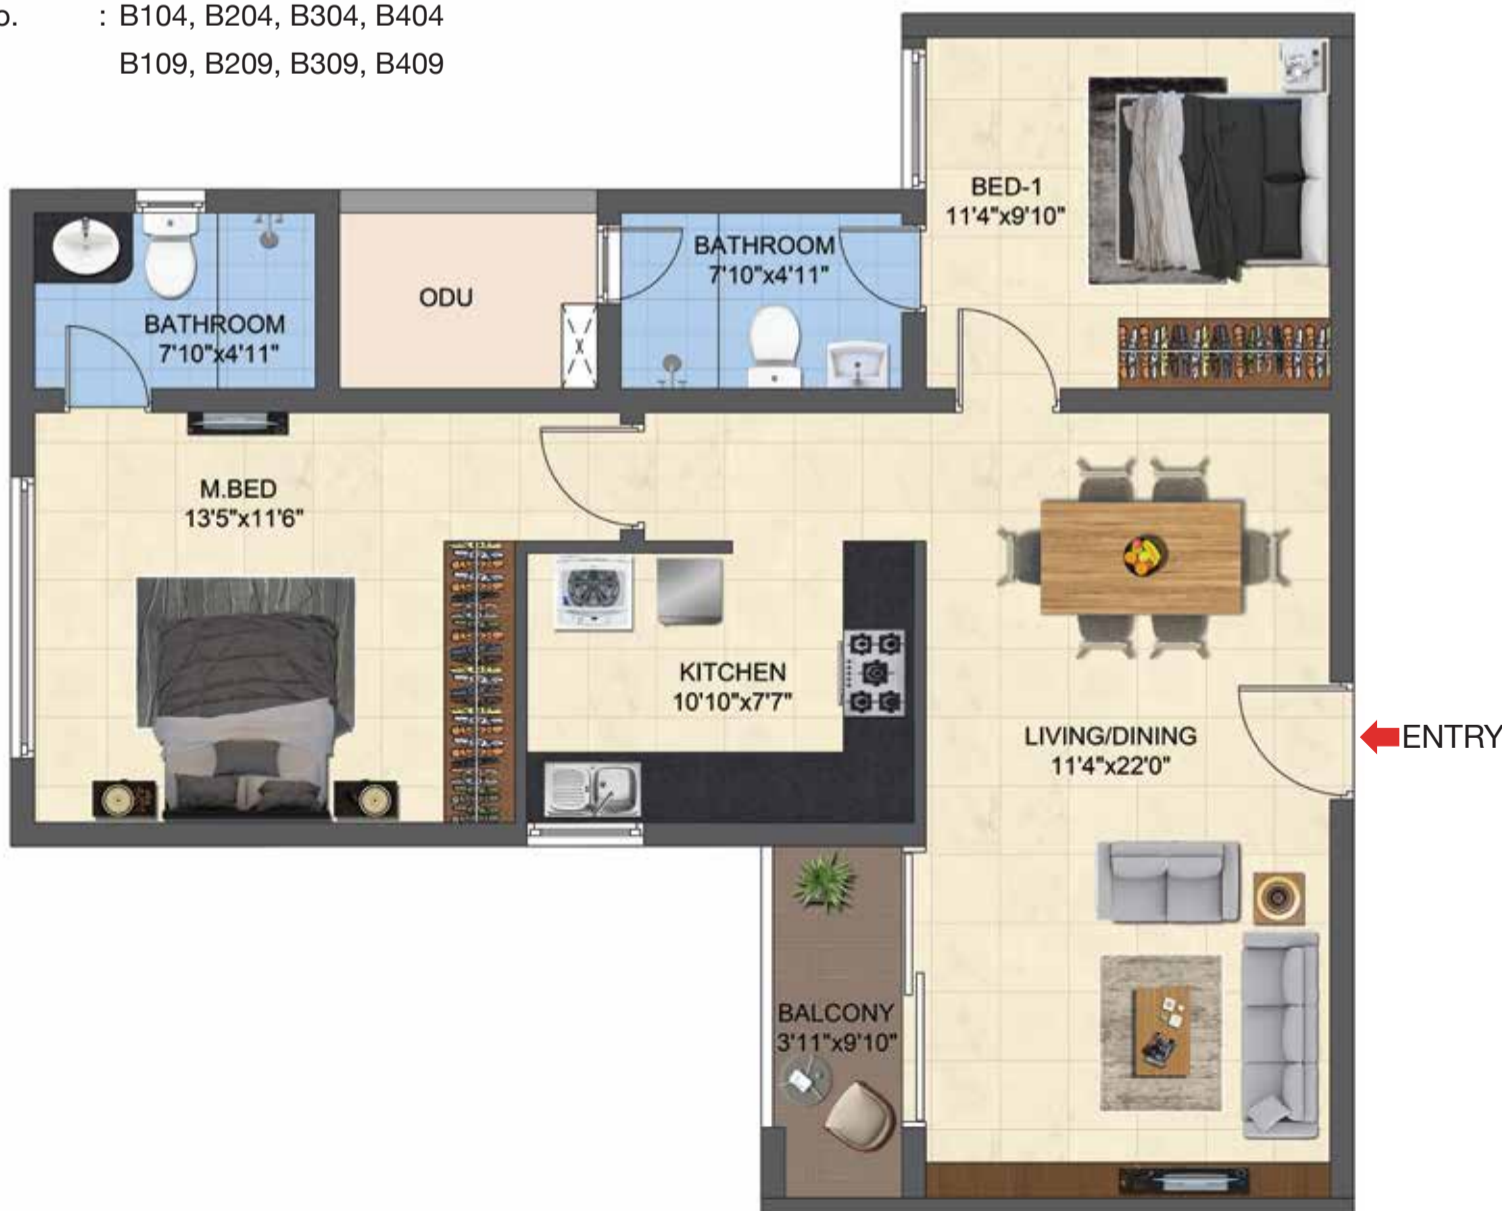 o. : B104, B204, B304, B404
B109, B209, B309, B409
BED-1
11'4"x9'10"
BATHROOM
7'10"x4'11"
ODU
BATHROOM
7'10"x4'11"
M.BED
13'5"x11'6"
KITCHEN
10'10"x7'7"
LIVING/DINING
11'4"x22'0"
ENTRY
BALCONY
3'11"x9'10"